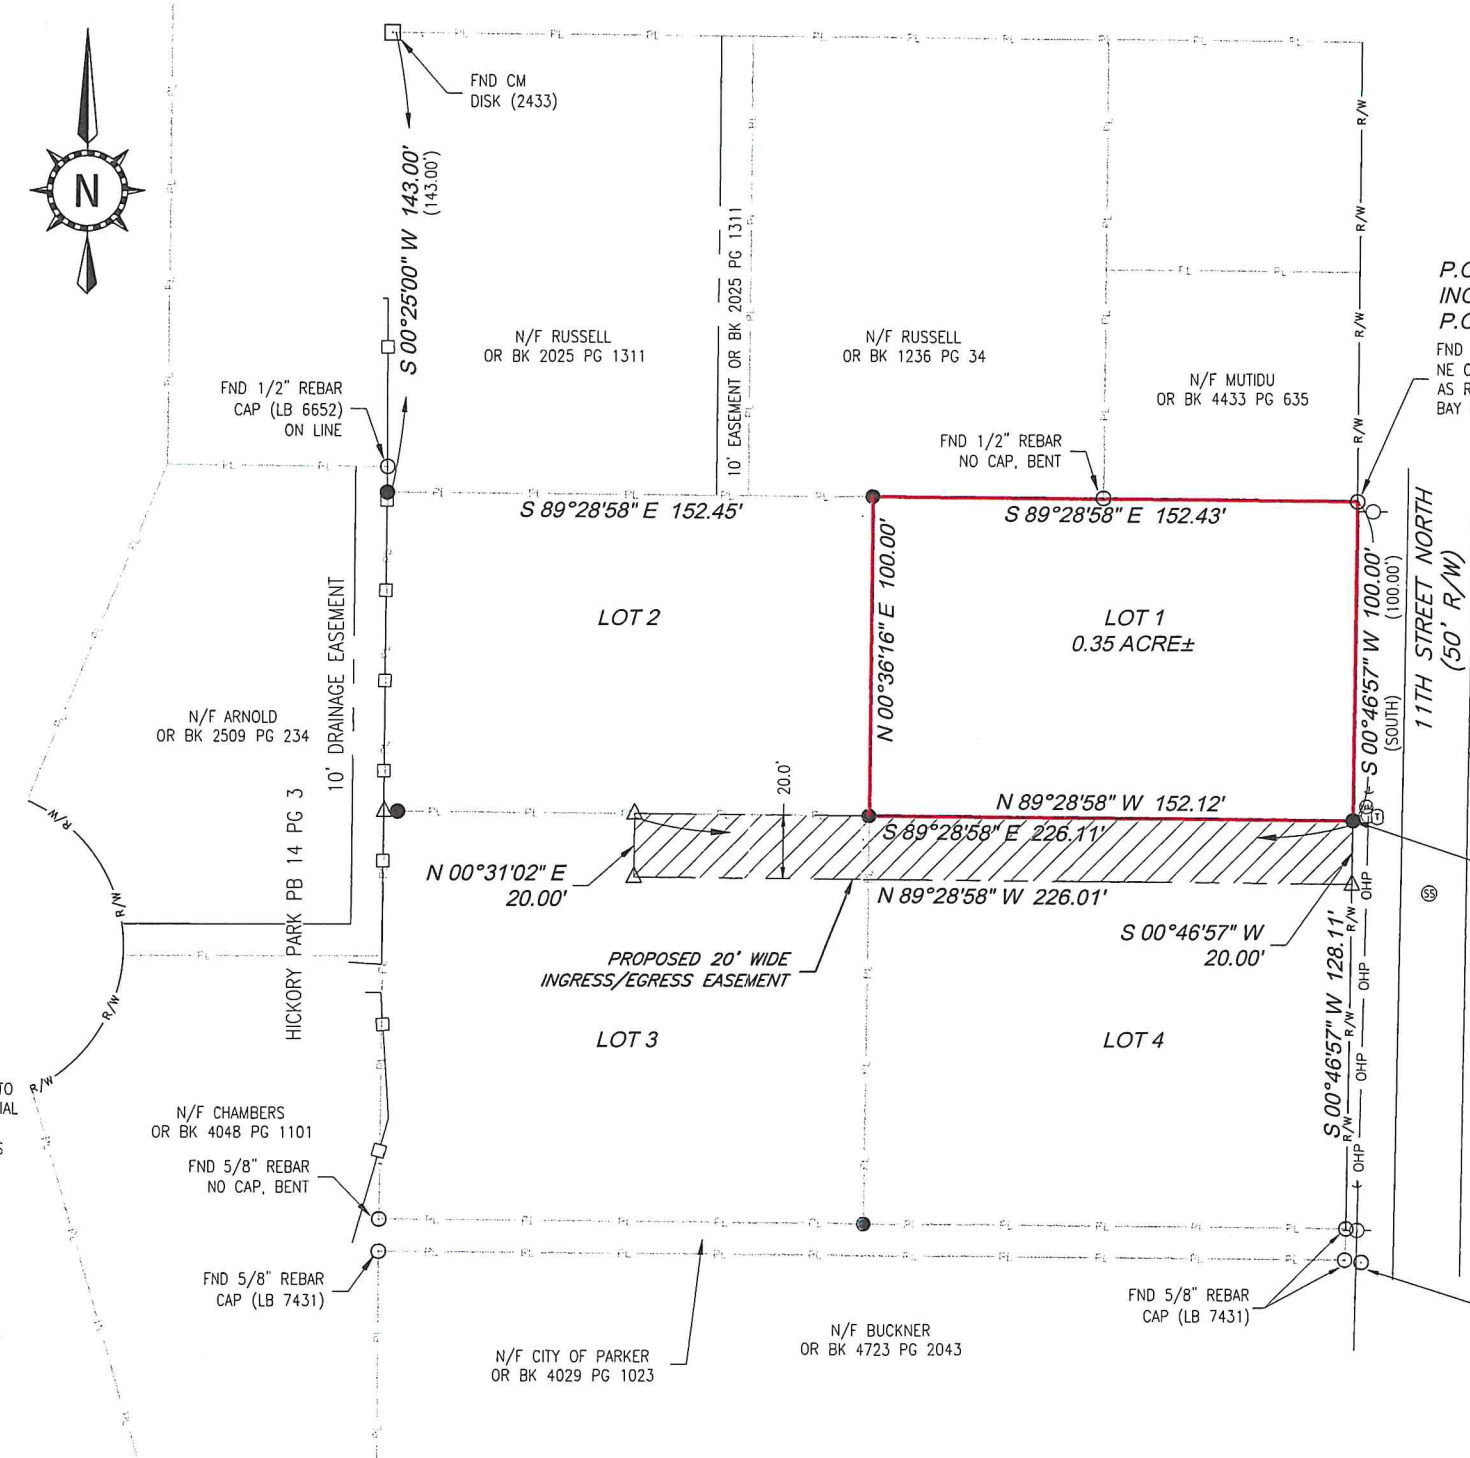 N
FND CM
DISK (2433)
S 00°25'00" W 143.00'
(143.00')
10' EASEMENT OR BK 2025 PG 1311
N/F RUSSELL
OR BK 2025 PG 1311
N/F RUSSELL
OR BK 1236 PG 34
N/F MUTIDU
OR BK 4433 PG 635
FND 1/2" REBAR
CAP (LB 6652)
ON LINE
FND 1/2" REBAR
NO CAP, BENT
FND
AS
BAY
S 89°28'58" E 152.45'
S 89°28'58" E 152.43'
N 00°36'16" E 100.00'
S 00°46'57" W 100.00'
(100.00')
(SOUTH)
11TH STREET NORTH
(50' R/W)
LOT 2
LOT 1
0.35 ACRE±
N/F ARNOLD
OR BK 2509 PG 234
10' DRAINAGE EASEMENT
HICKORY PARK PB 14 PG 3
20.0'
N 89°28'58" W 152.12'
S 89°28'58" E 226.11'
N 00°31'02" E
20.00'
N 89°28'58" W 226.01'
S 00°46'57" W
20.00'
PROPOSED 20' WIDE
INGRESS/EGRESS EASEMENT
S 00°46'57" W 128.11'
SS
LOT 3
LOT 4
N/F CHAMBERS
OR BK 4048 PG 1101
FND 5/8" REBAR
NO CAP, BENT
FND 5/8" REBAR
CAP (LB 7431)
FND 5/8" REBAR
CAP (LB 7431)
N/F CITY OF PARKER
OR BK 4029 PG 1023
N/F BUCKNER
OR BK 4723 PG 2043
R/W
R/W
R/W
R/W
R/W
R/W
R/W
R/W
R/W
R/W
R/W
OHP
OHP
OHP
OHP